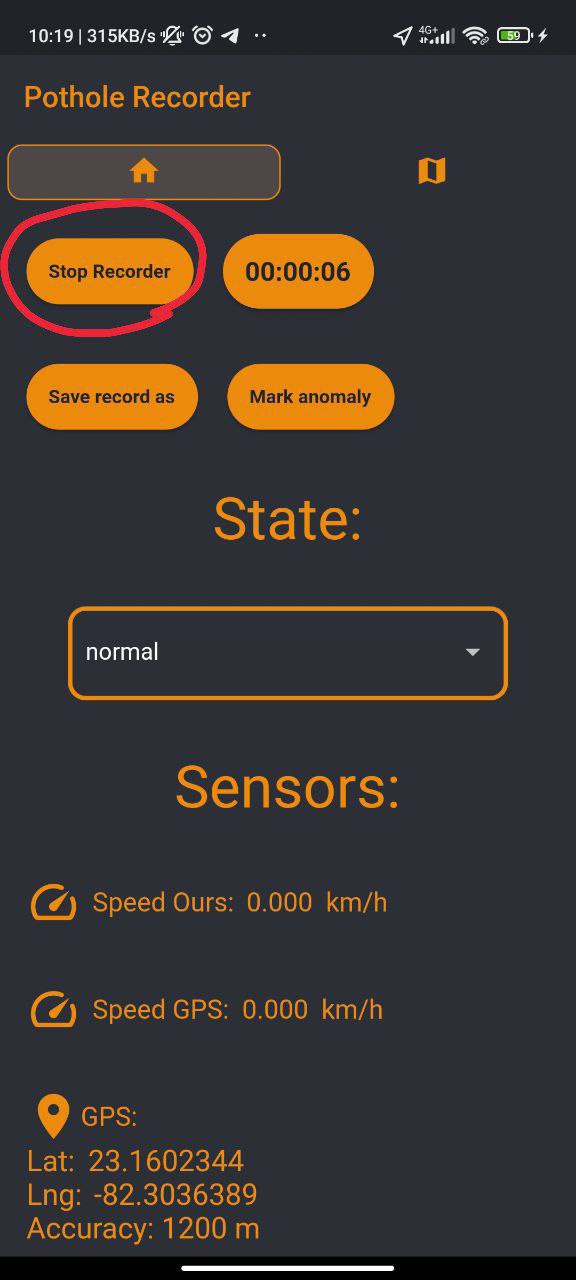 10:19 | 315KB/s
4G+
59
Pothole Recorder
Stop Recorder
00:00:06
Save record as
Mark anomaly
State:
normal
Sensors:
Speed Ours: 0.000 km/h
Speed GPS: 0.000 km/h
GPS:
Lat: 23.1602344
Lng: -82.3036389
Accuracy: 1200 m